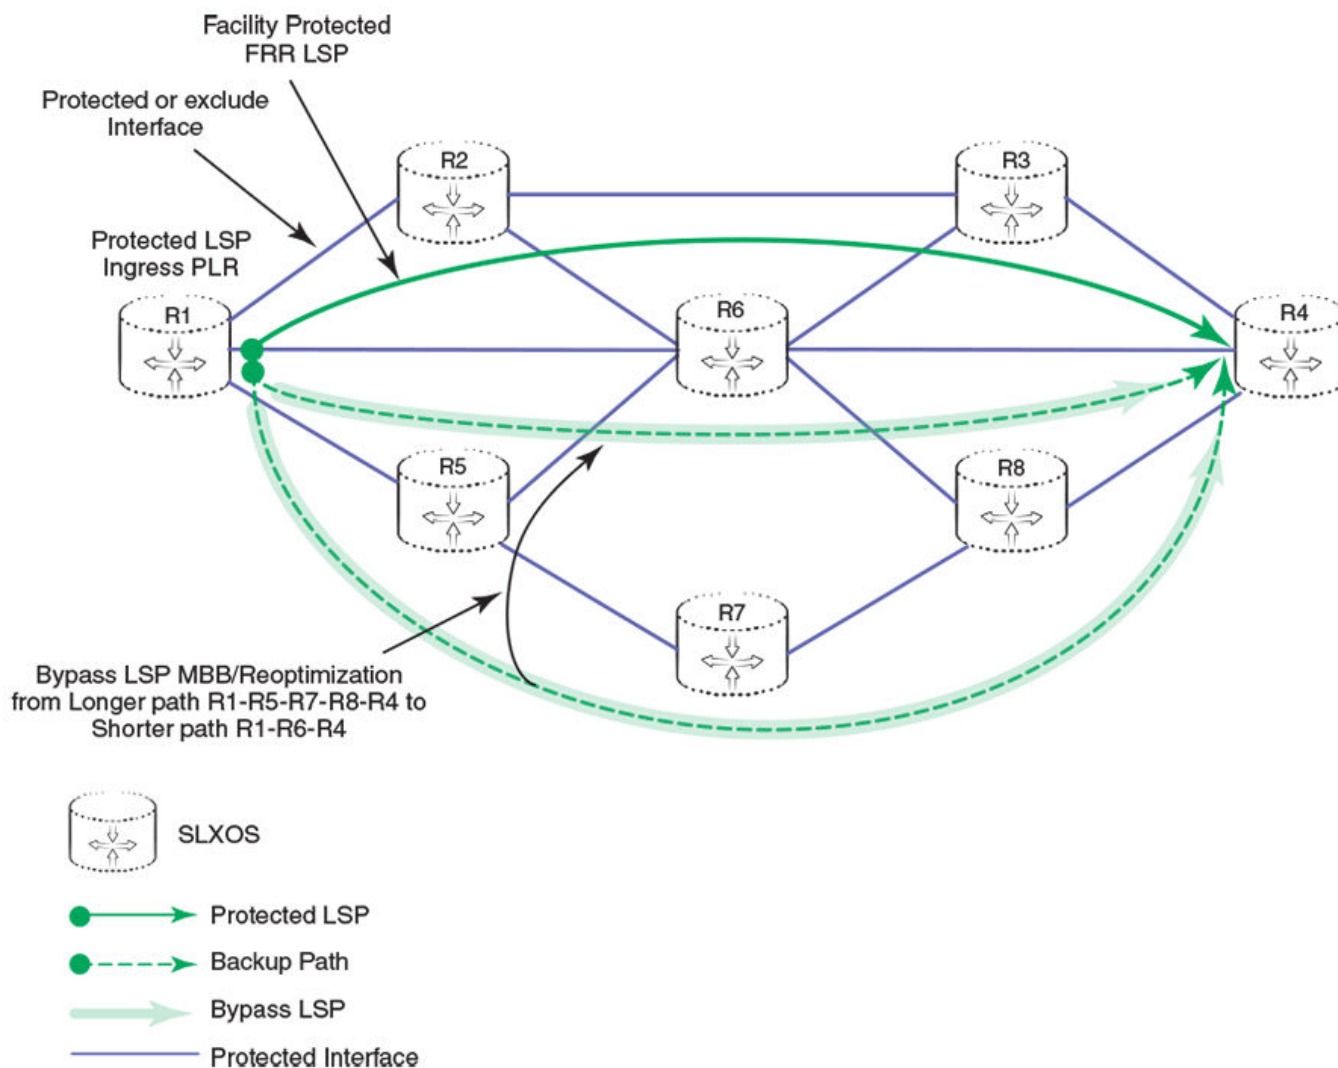 Facility Protected
FRR LSP
Protected or exclude
Interface
R2
R3
Protected LSP
Ingress PLR
R1
R6
R4
R5
R8
R7
Bypass LSP MBB/Reoptimization
from Longer path R1-R5-R7-R8-R4 to
Shorter path R1-R6-R4
SLXOS
Protected LSP
Backup Path
Bypass LSP
Protected Interface